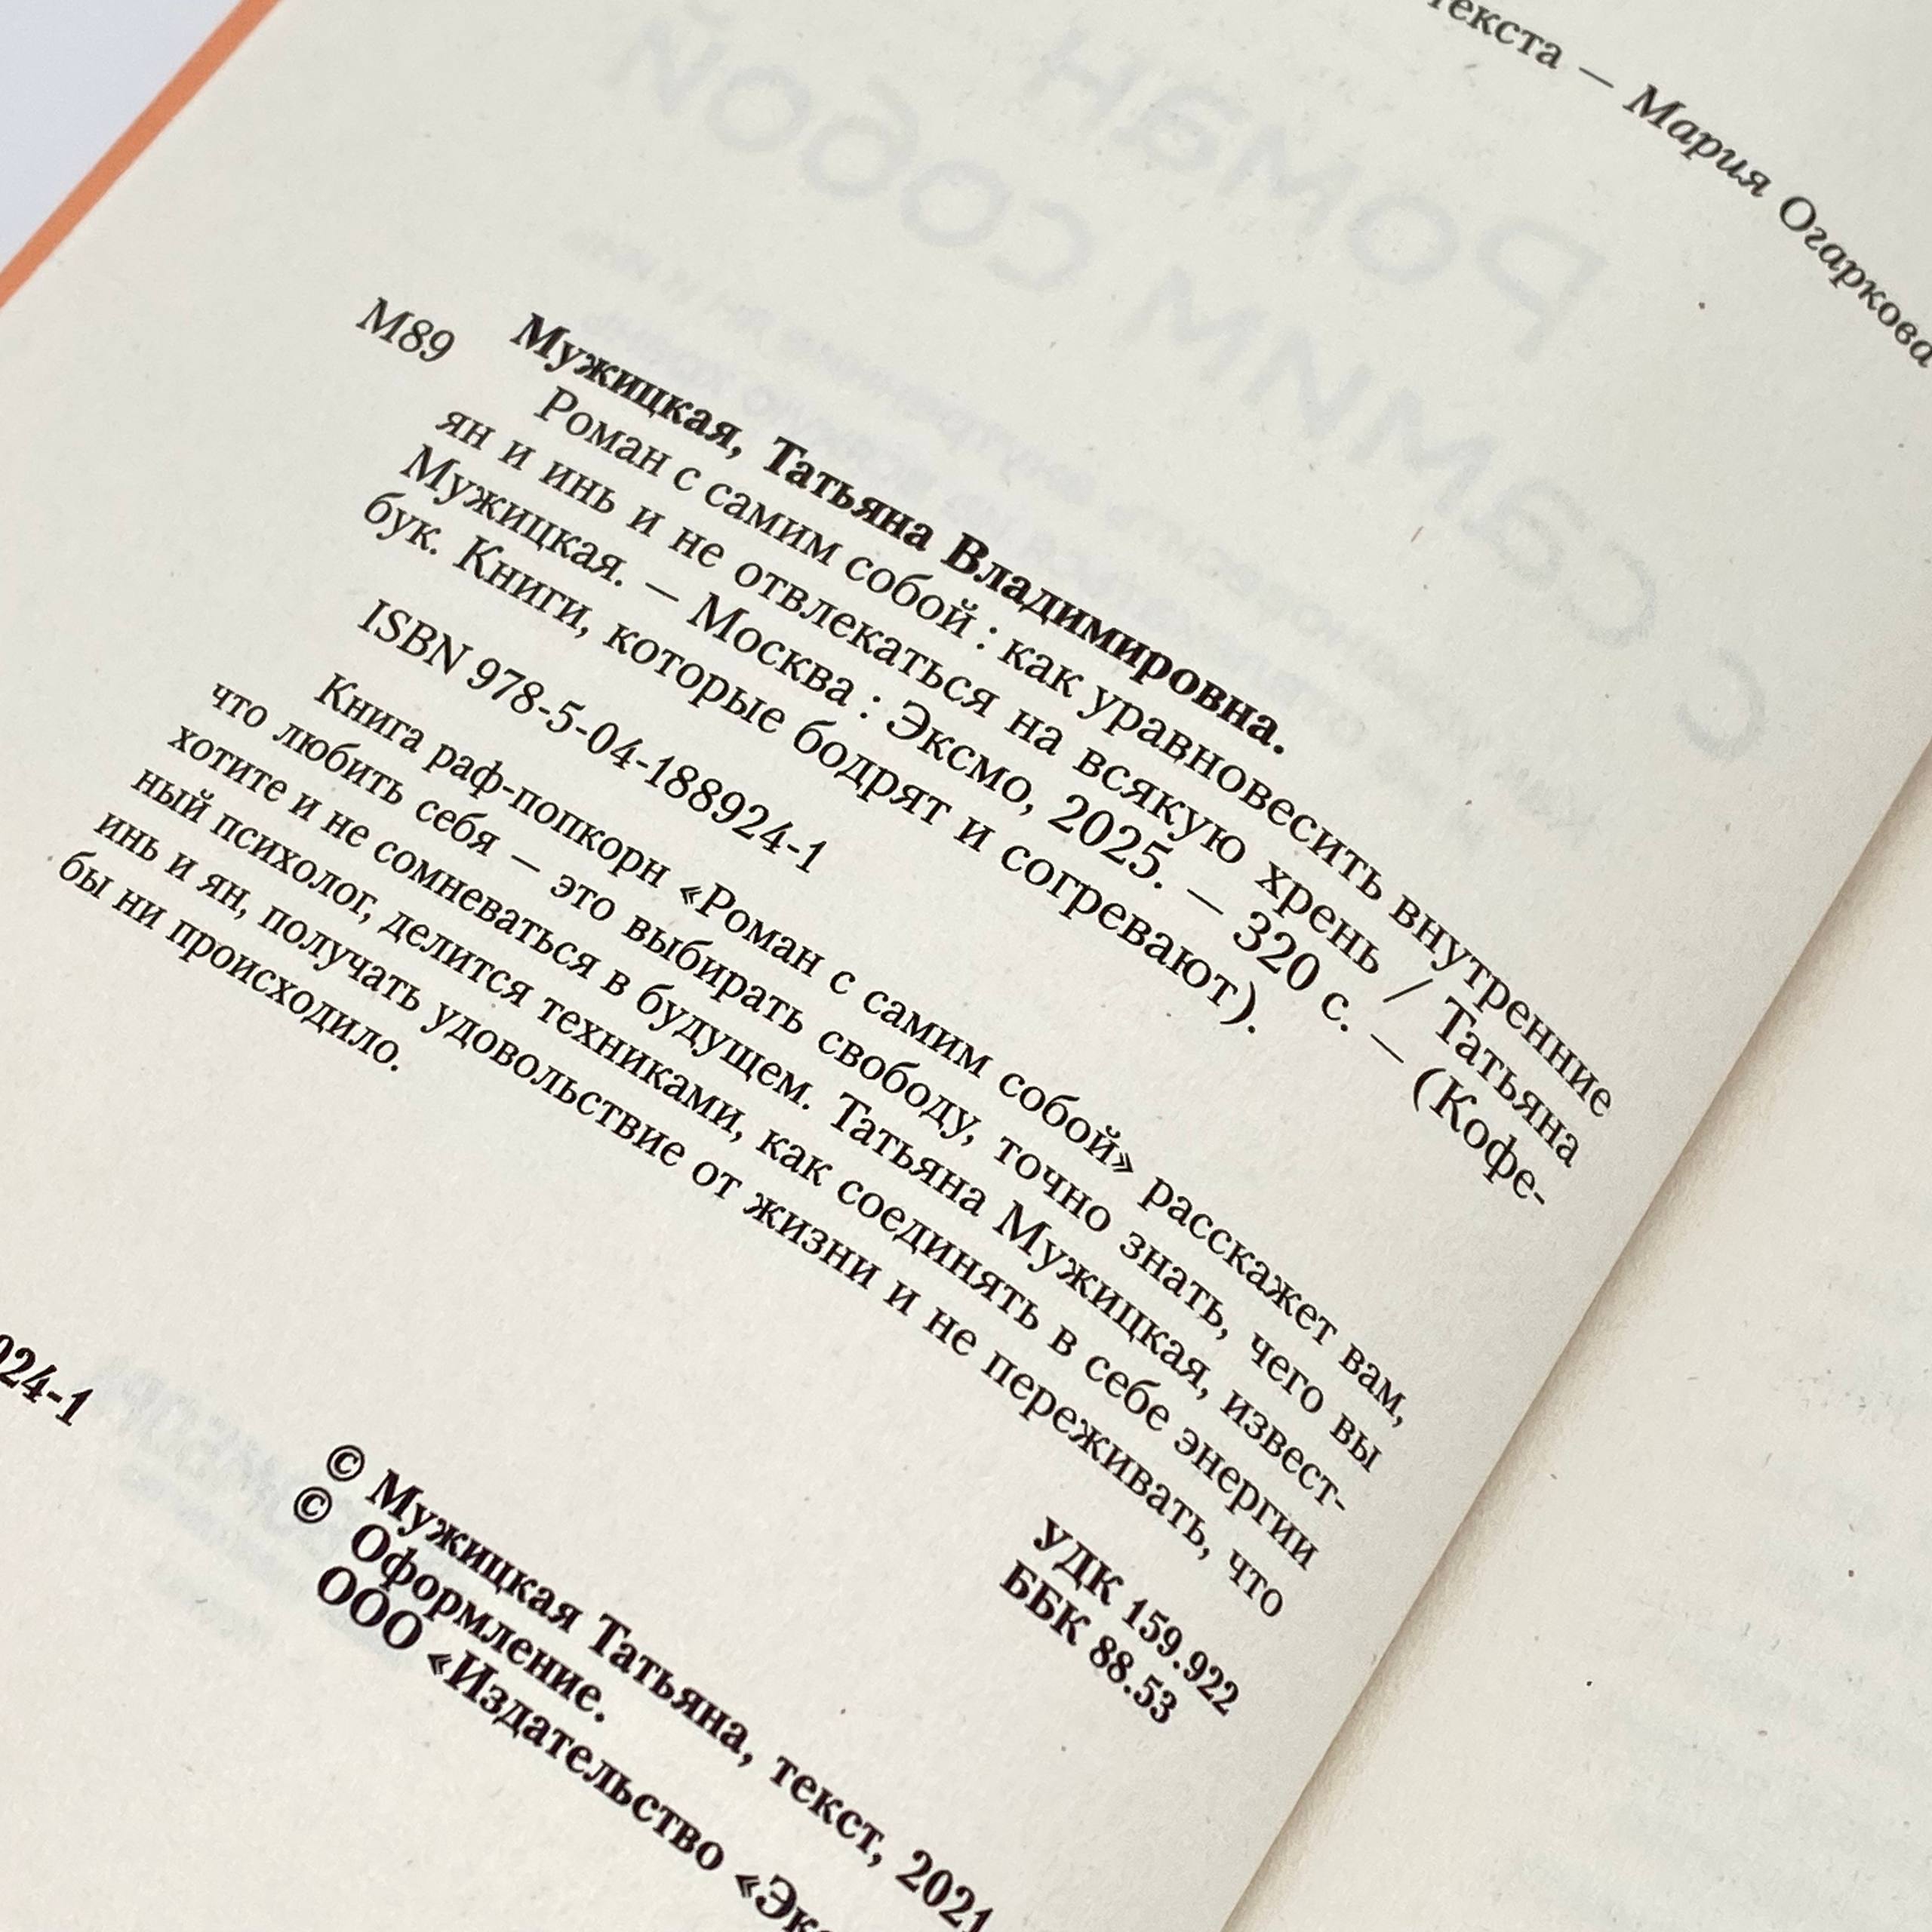 текста — Мария Огаркова
М89
Мужицкая, Татьяна Владимировна.
Роман с самим собой : как уравновесить внутренние
ян и инь и не отвлекаться на всякую хрень / Татьяна
Мужицкая. — Москва : Эксмо, 2025. — 320 с. — (Кофе-
бук. Книги, которые бодрят и согревают).
ISBN 978-5-04-188924-1
Книга раф-попкорн «Роман с самим собой» расскажет вам,
что любить себя — это выбирать свободу, точно знать, чего вы
хотите и не сомневаться в будущем. Татьяна Мужицкая, извест-
ный психолог, делится техниками, как соединять в себе энергии
инь и ян, получать удовольствие от жизни и не переживать, что
бы ни происходило.
УДК 159.922
ББК 88.53
924-1
© Мужицкая Татьяна, текст, 2021
© Оформление.
ООО «Издательство «Экс